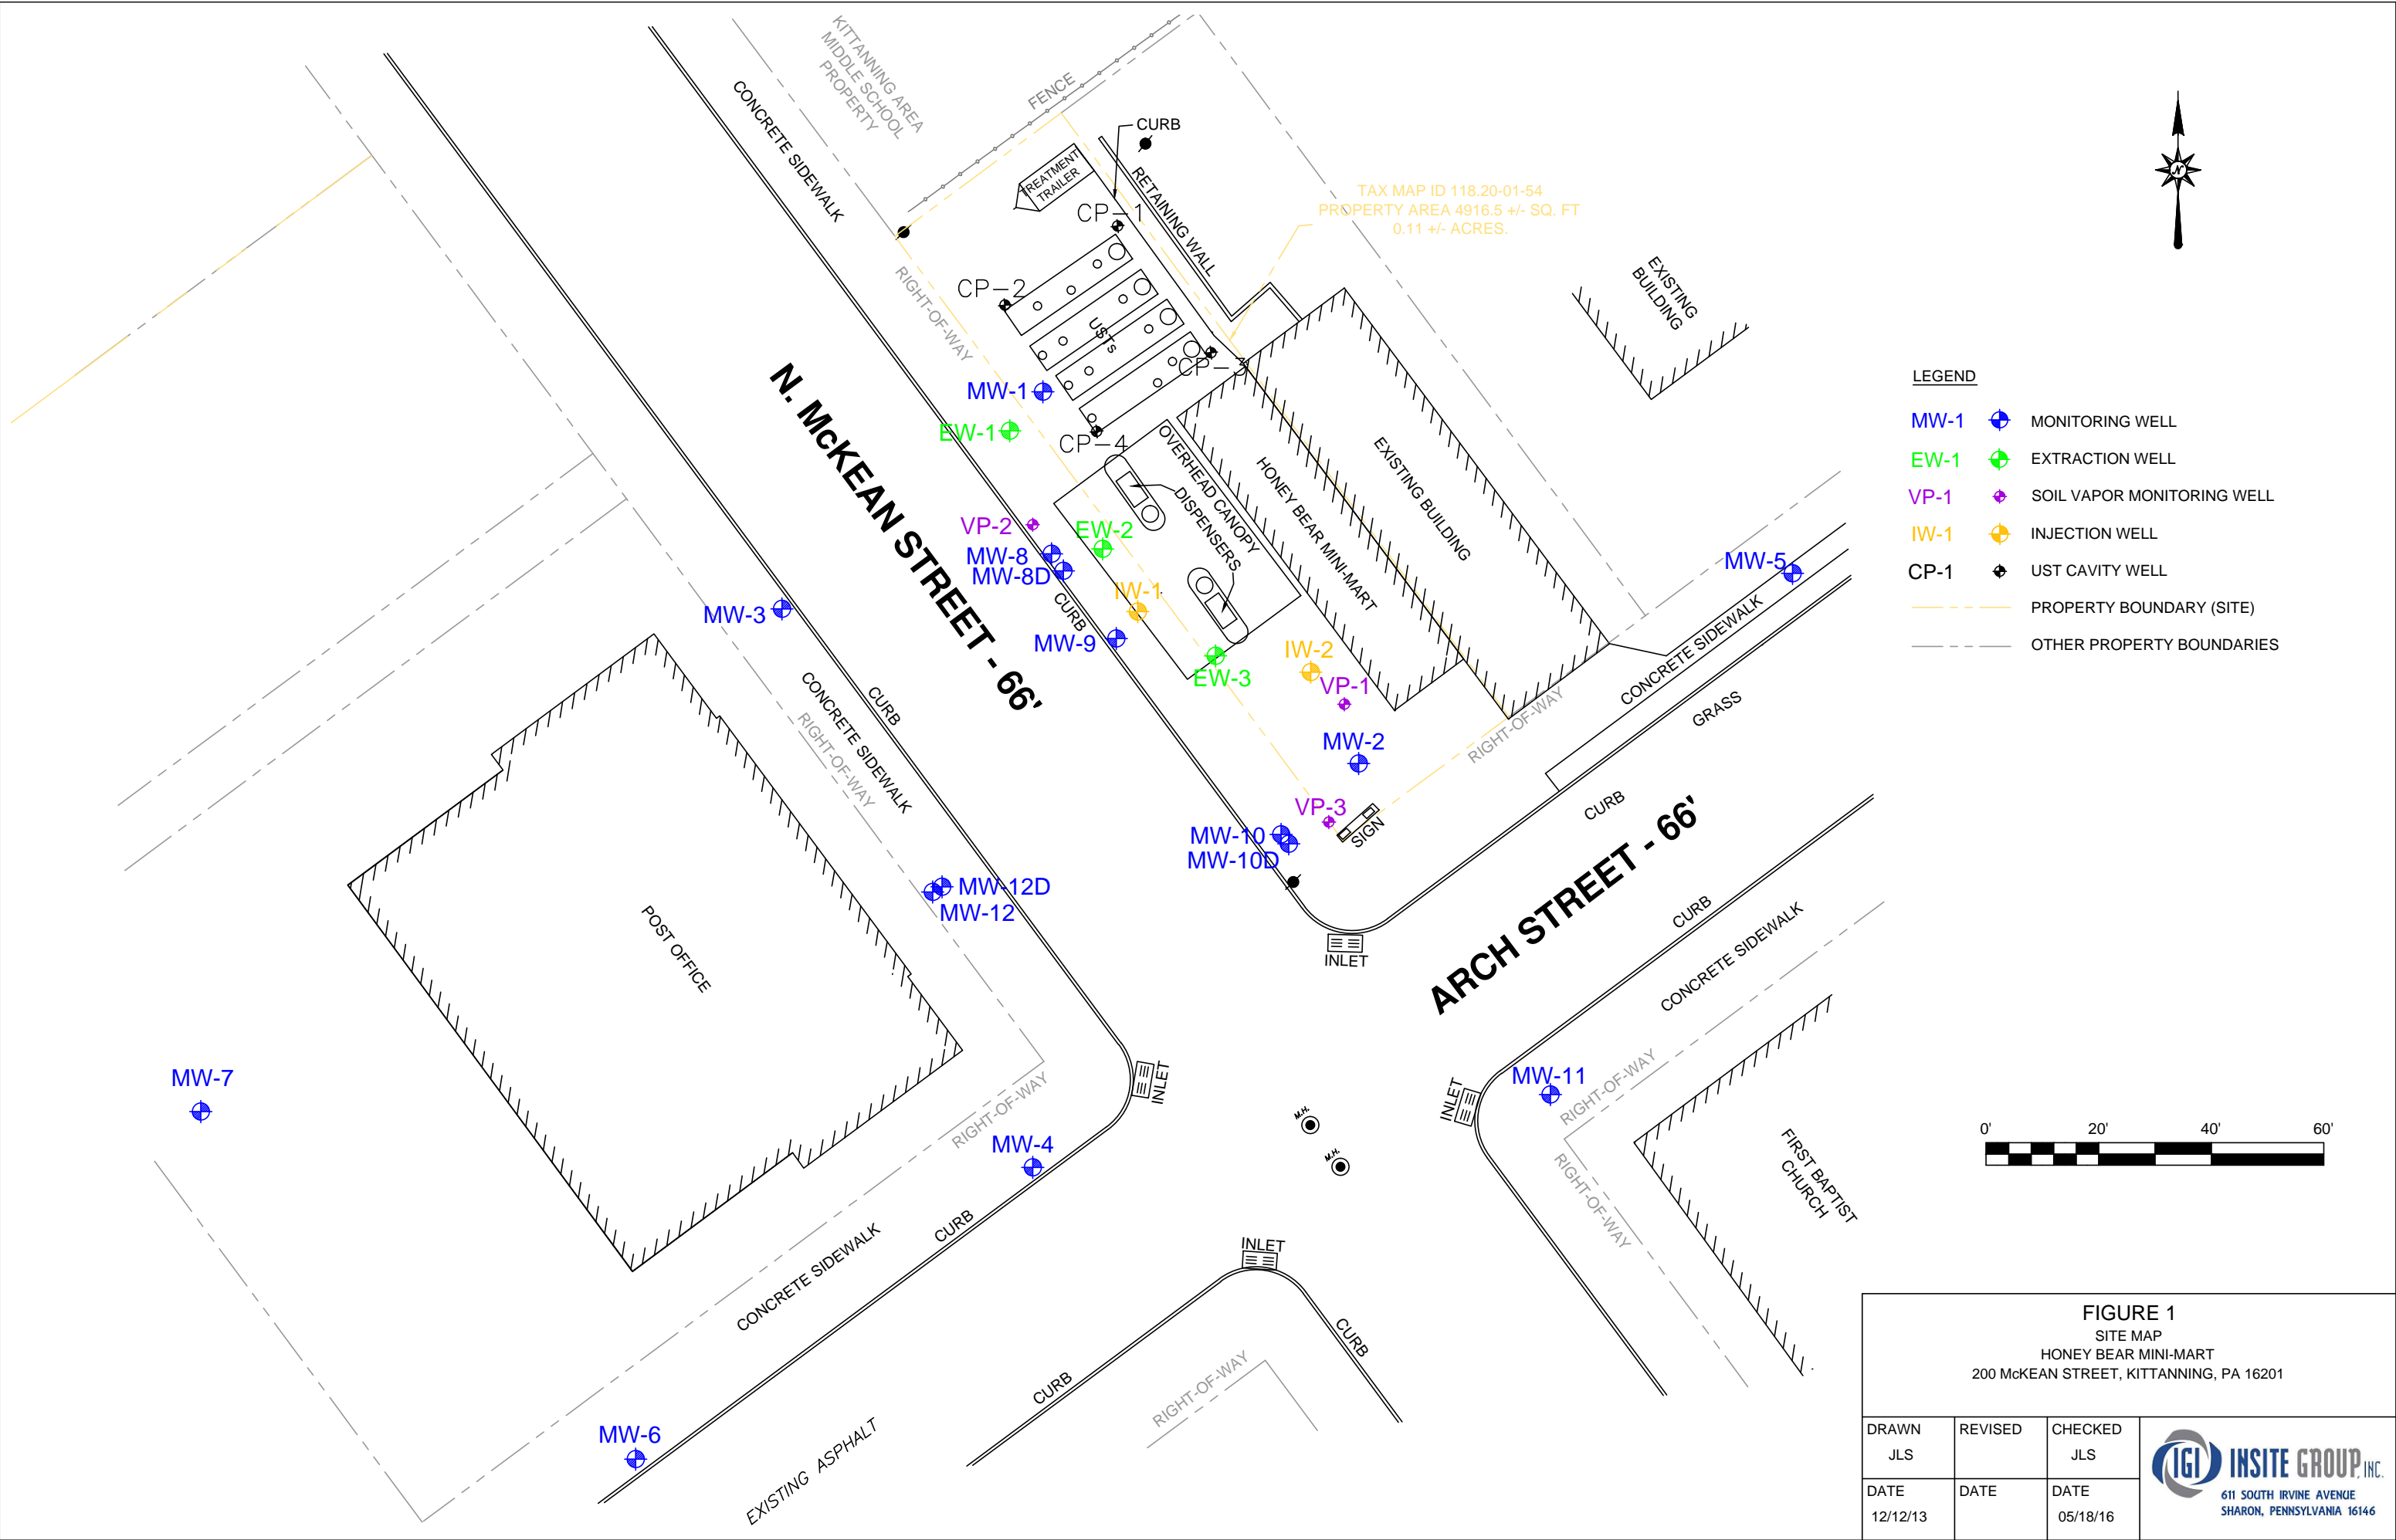 KITTANNING AREA
MIDDLE SCHOOL
PROPERTY
FENCE
CONCRETE SIDEWALK
CURB
TREATMENT
TRAILER
RETAINING WALL
CP-1
TAX MAP ID 118.20-01-54
PROPERTY AREA 4916.5 +/- SQ. FT
0.11 +/- ACRES.
RIGHT-OF-WAY
CP-2
USTs
CP-3
EXISTING
BUILDING
MW-1
EW-1
CP-4
OVERHEAD CANOPY
DISPENSERS
HONEY BEAR MINI-MART
EXISTING BUILDING
N. McKEAN STREET - 66'
VP-2
EW-2
MW-8
MW-8D
IW-1
CURB
MW-9
MW-3
EW-3
IW-2
VP-1
MW-2
MW-5
CONCRETE SIDEWALK
GRASS
RIGHT-OF-WAY
CURB
CURB
CONCRETE SIDEWALK
RIGHT-OF-WAY
VP-3
SIGN
MW-10
MW-10D
ARCH STREET - 66'
INLET
MW-12D
MW-12
POST OFFICE
CURB
CONCRETE SIDEWALK
RIGHT-OF-WAY
MW-7
INLET
RIGHT-OF-WAY
MW-4
M.H.
M.H.
INLET
MW-11
RIGHT-OF-WAY
FIRST BAPTIST
CHURCH
CURB
CONCRETE SIDEWALK
INLET
CURB
CURB
RIGHT-OF-WAY
MW-6
EXISTING ASPHALT
N
LEGEND
MW-1 MONITORING WELL
EW-1 EXTRACTION WELL
VP-1 SOIL VAPOR MONITORING WELL
IW-1 INJECTION WELL
CP-1 UST CAVITY WELL
PROPERTY BOUNDARY (SITE)
OTHER PROPERTY BOUNDARIES
0' 20' 40' 60'
FIGURE 1
SITE MAP
HONEY BEAR MINI-MART
200 McKEAN STREET, KITTANNING, PA 16201
DRAWN REVISED CHECKED
JLS JLS
DATE DATE DATE
12/12/13 05/18/16
IGI INSITE GROUP, INC.
611 SOUTH IRVINE AVENUE
SHARON, PENNSYLVANIA 16146